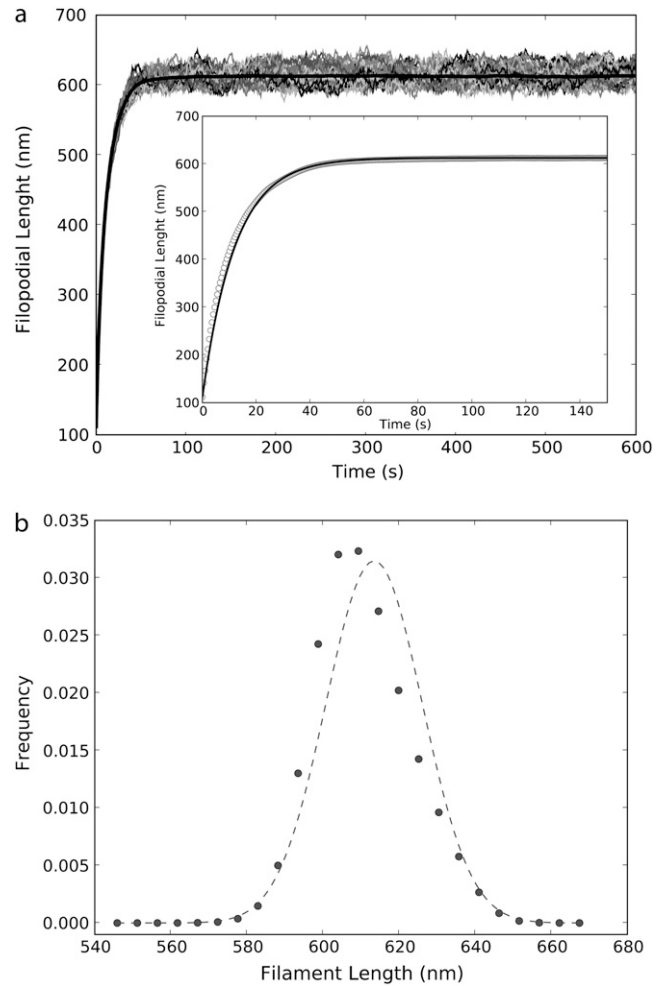 a
700
600
500
400
300
200
100
Filopodial Lenght (nm)
0 100 200 300 400 500 600
Time (s)
700
600
500
400
300
200
100
Filopodial Lenght (nm)
0 20 40 60 80 100 120 140
Time (s)
b
0.035
0.030
0.025
0.020
0.015
0.010
0.005
0.000
Frequency
540 560 580 600 620 640 660 680
Filament Length (nm)